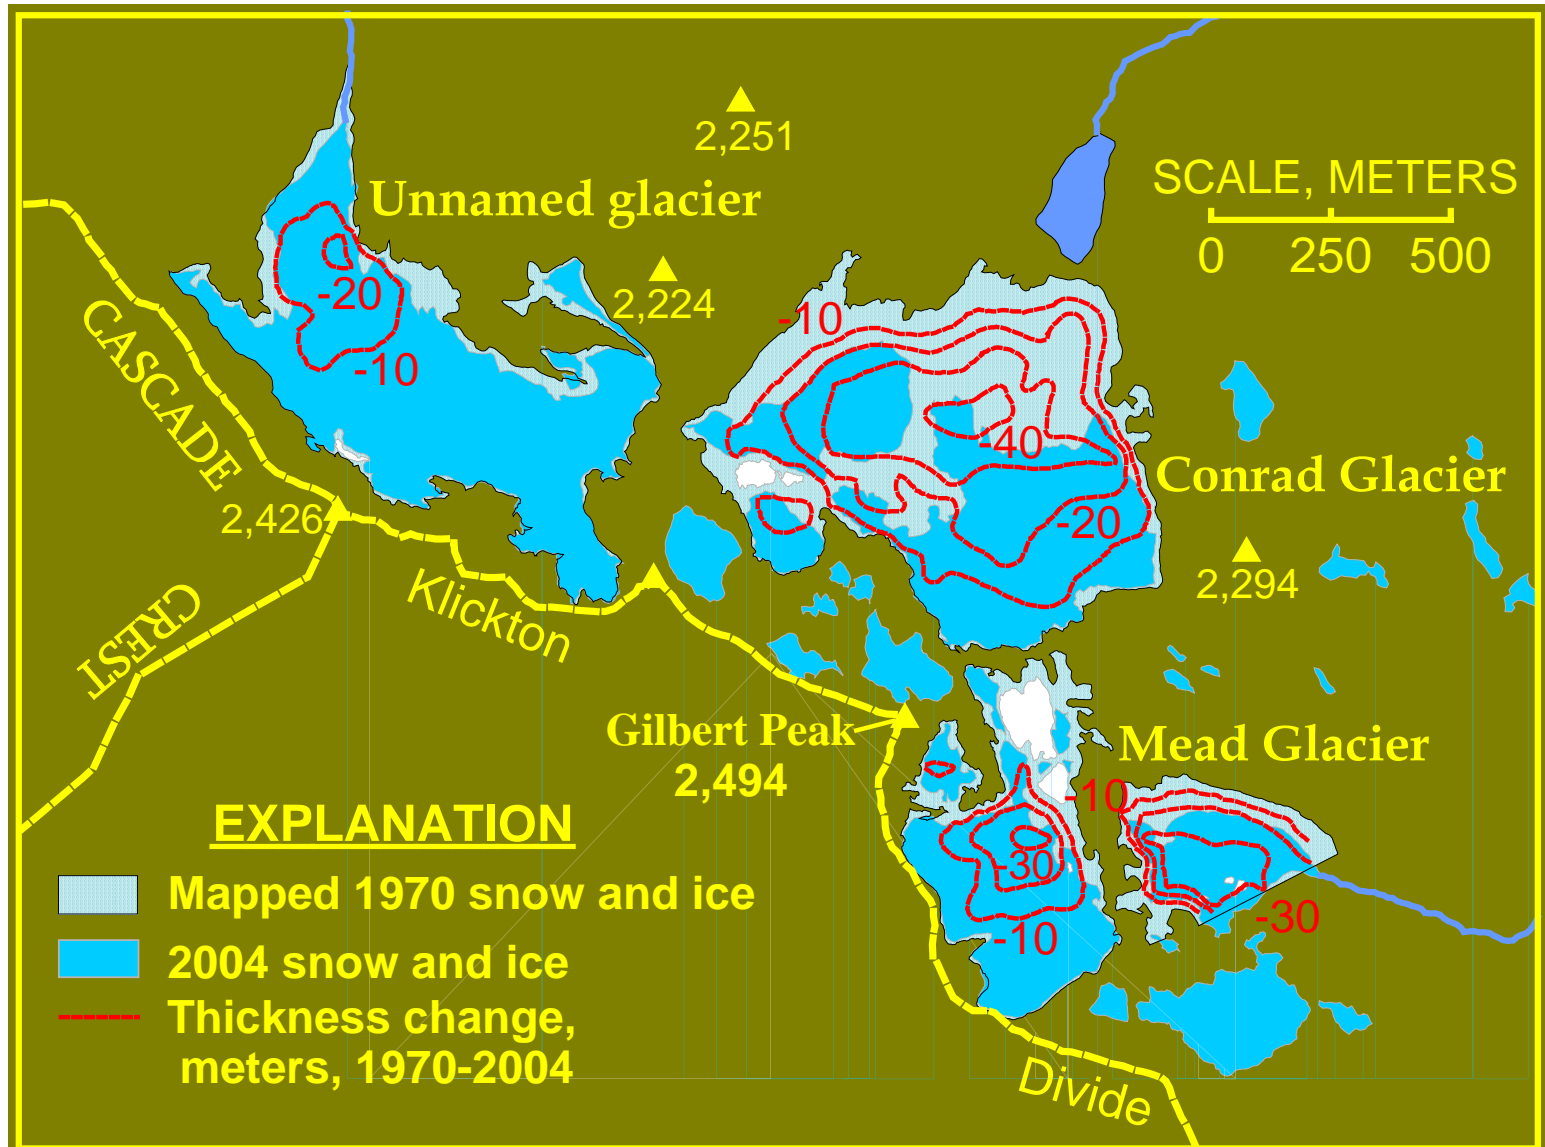 2,251
SCALE, METERS
0 250 500
Unnamed glacier
2,224
-20
-10
-10
-40
-20
CASCADE
CREST
2,426
Klickton
Conrad Glacier
2,294
Gilbert Peak
2,494
Mead Glacier
-10
-30
-10
-30
Divide
EXPLANATION
Mapped 1970 snow and ice
2004 snow and ice
Thickness change,
meters, 1970-2004